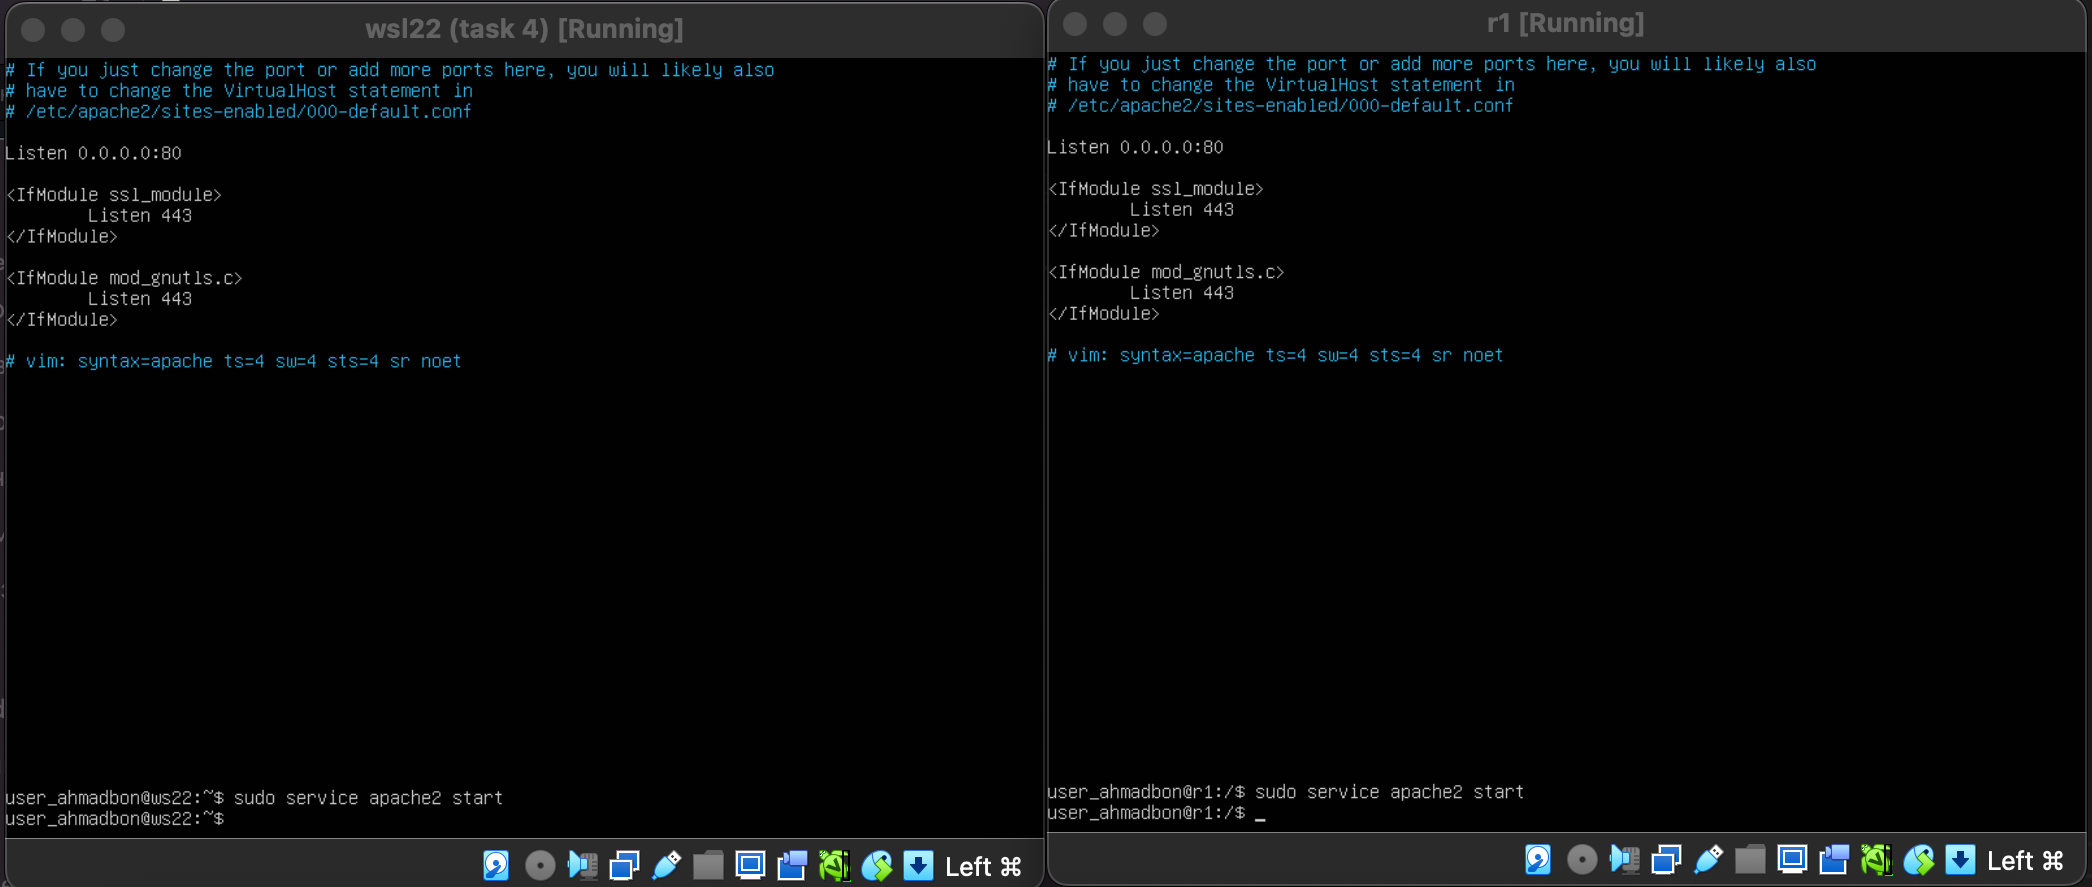 wsl22 (task 4) [Running]
# If you just change the port or add more ports here, you will likely also
# have to change the VirtualHost statement in
# /etc/apache2/sites-enabled/000-default.conf
Listen 0.0.0.0:80
<IfModule ssl_module>
Listen 443
</IfModule>
<IfModule mod_gnutls.c>
Listen 443
</IfModule>
# vim: syntax=apache ts=4 sw=4 sts=4 sr noet
user_ahmadbon@ws22:~$ sudo service apache2 start
user_ahmadbon@ws22:~$
Left ⌘
r1 [Running]
# If you just change the port or add more ports here, you will likely also
# have to change the VirtualHost statement in
# /etc/apache2/sites-enabled/000-default.conf
Listen 0.0.0.0:80
<IfModule ssl_module>
Listen 443
</IfModule>
<IfModule mod_gnutls.c>
Listen 443
</IfModule>
# vim: syntax=apache ts=4 sw=4 sts=4 sr noet
user_ahmadbon@r1:/$ sudo service apache2 start
user_ahmadbon@r1:/$ _
Left ⌘